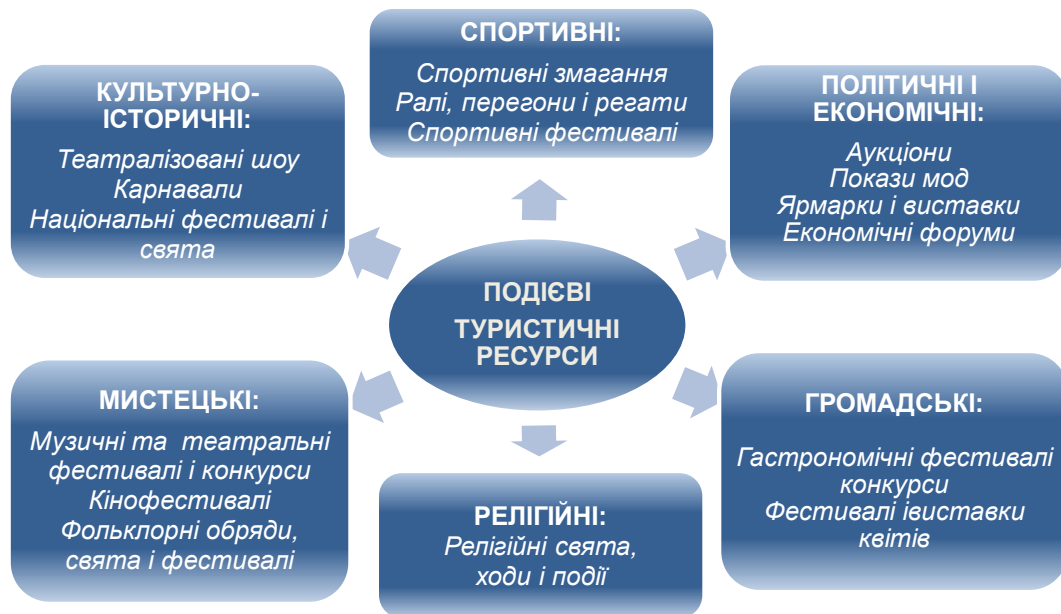 СПОРТИВНІ:
Спортивні змагання
Ралі, перегони і регати
Спортивні фестивалі
КУЛЬТУРНО-
ІСТОРИЧНІ:
Театралізовані шоу
Карнавали
Національні фестивалі і
свята
ПОЛІТИЧНІ І
ЕКОНОМІЧНІ:
Аукціони
Покази мод
Ярмарки і виставки
Економічні форуми
ПОДІЄВІ
ТУРИСТИЧНІ
РЕСУРСИ
МИСТЕЦЬКІ:
Музичні та театральні
фестивалі і конкурси
Кінофестивалі
Фольклорні обряди,
свята і фестивалі
РЕЛІГІЙНІ:
Релігійні свята,
ходи і події
ГРОМАДСЬКІ:
Гастрономічні фестивалі
конкурси
Фестивалі івиставки
квітів